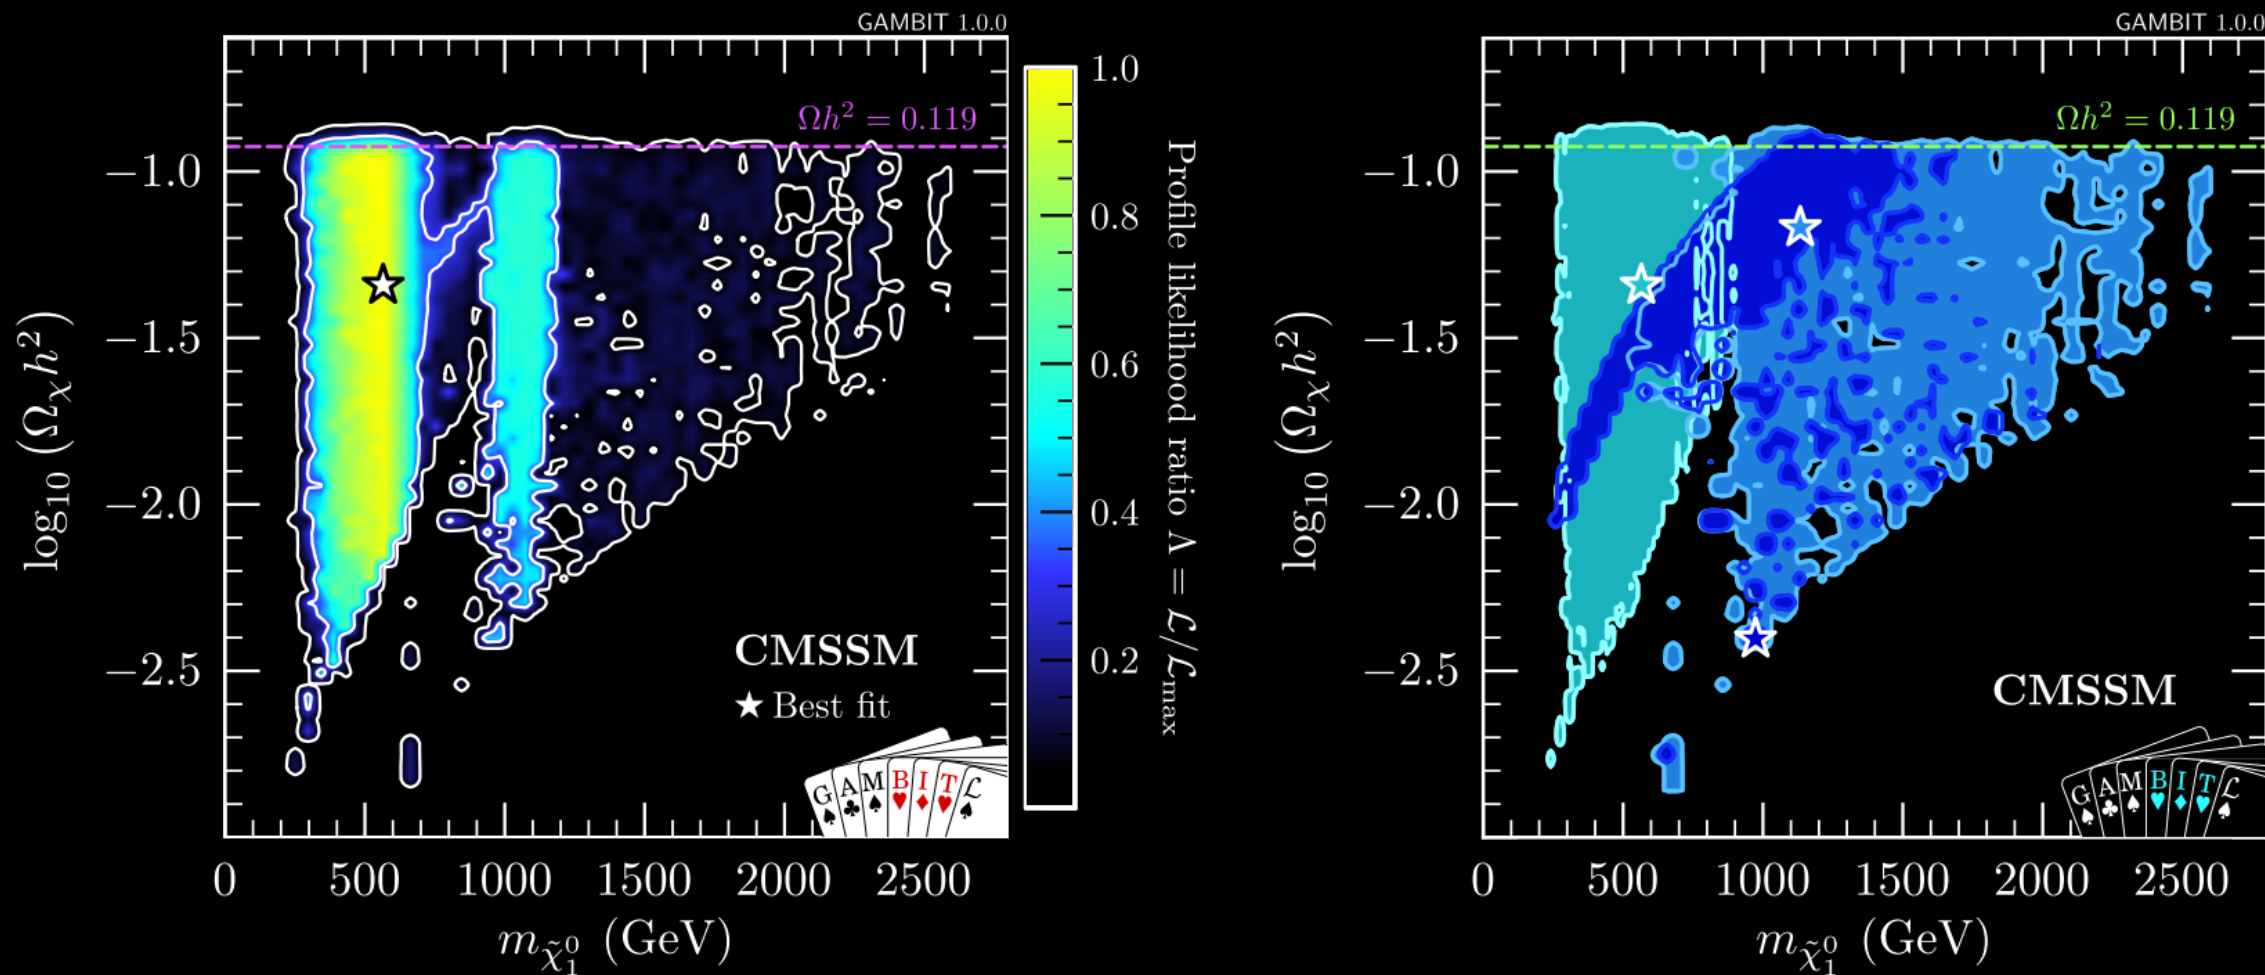 GAMBIT 1.0.0
Ωh² = 0.119
−1.0
−1.5
−2.0
−2.5
log₁₀ (Ωᵪh²)
0 500 1000 1500 2000 2500
m_χ̃₁⁰ (GeV)
CMSSM
★ Best fit
G A M B I T ℒ
1.0
0.8
0.6
0.4
0.2
Profile likelihood ratio Λ = ℒ/ℒmax
GAMBIT 1.0.0
Ωh² = 0.119
−1.0
−1.5
−2.0
−2.5
log₁₀ (Ωᵪh²)
0 500 1000 1500 2000 2500
m_χ̃₁⁰ (GeV)
CMSSM
G A M B I T ℒ